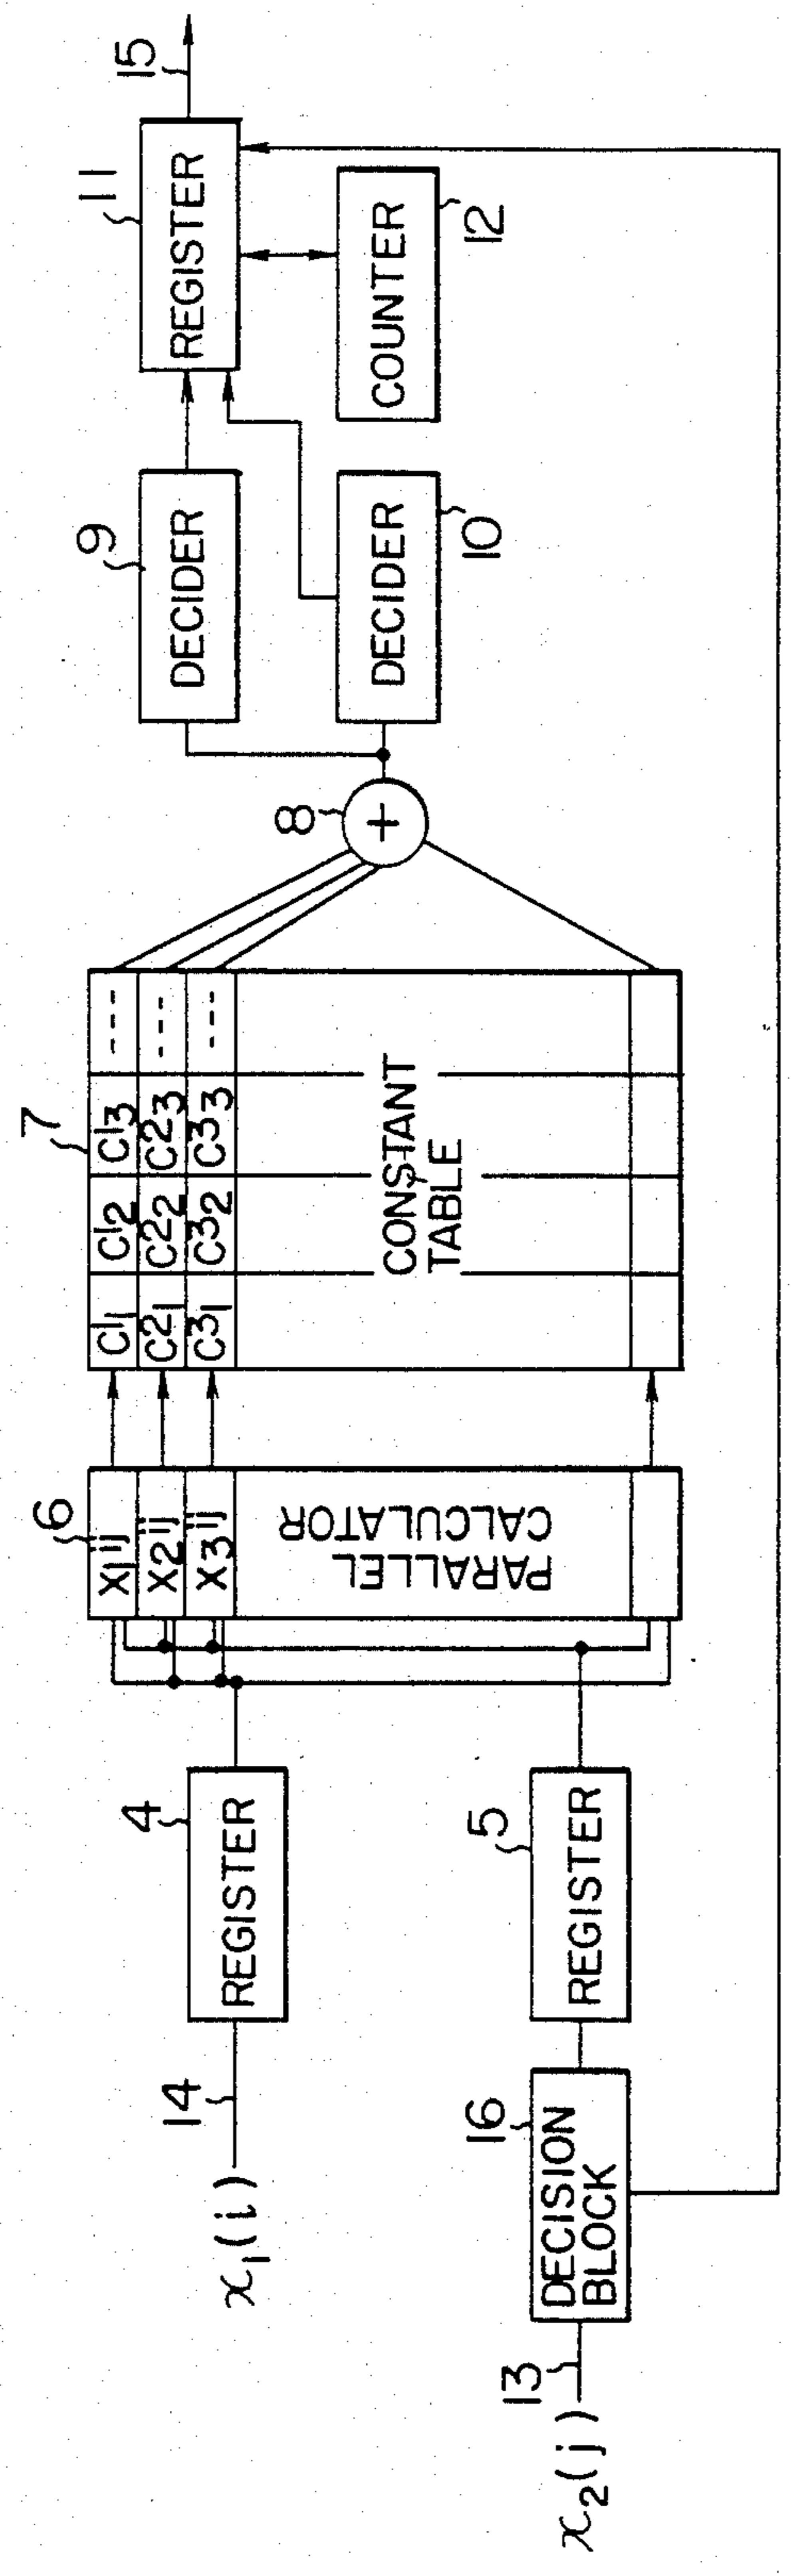 x₁(i)
14
REGISTER
4
x₂(j)
13
DECISION
BLOCK
16
REGISTER
5
6
X₁ij
X₂ij
X₃ij
PARALLEL
CALCULATOR
7
C¹₁ C¹₂ C¹₃ ---
C²₁ C²₂ C²₃ ---
C³₁ C³₂ C³₃ ---
CONSTANT
TABLE
8
+
9
DECIDER
DECIDER
10
11
REGISTER
COUNTER
12
15